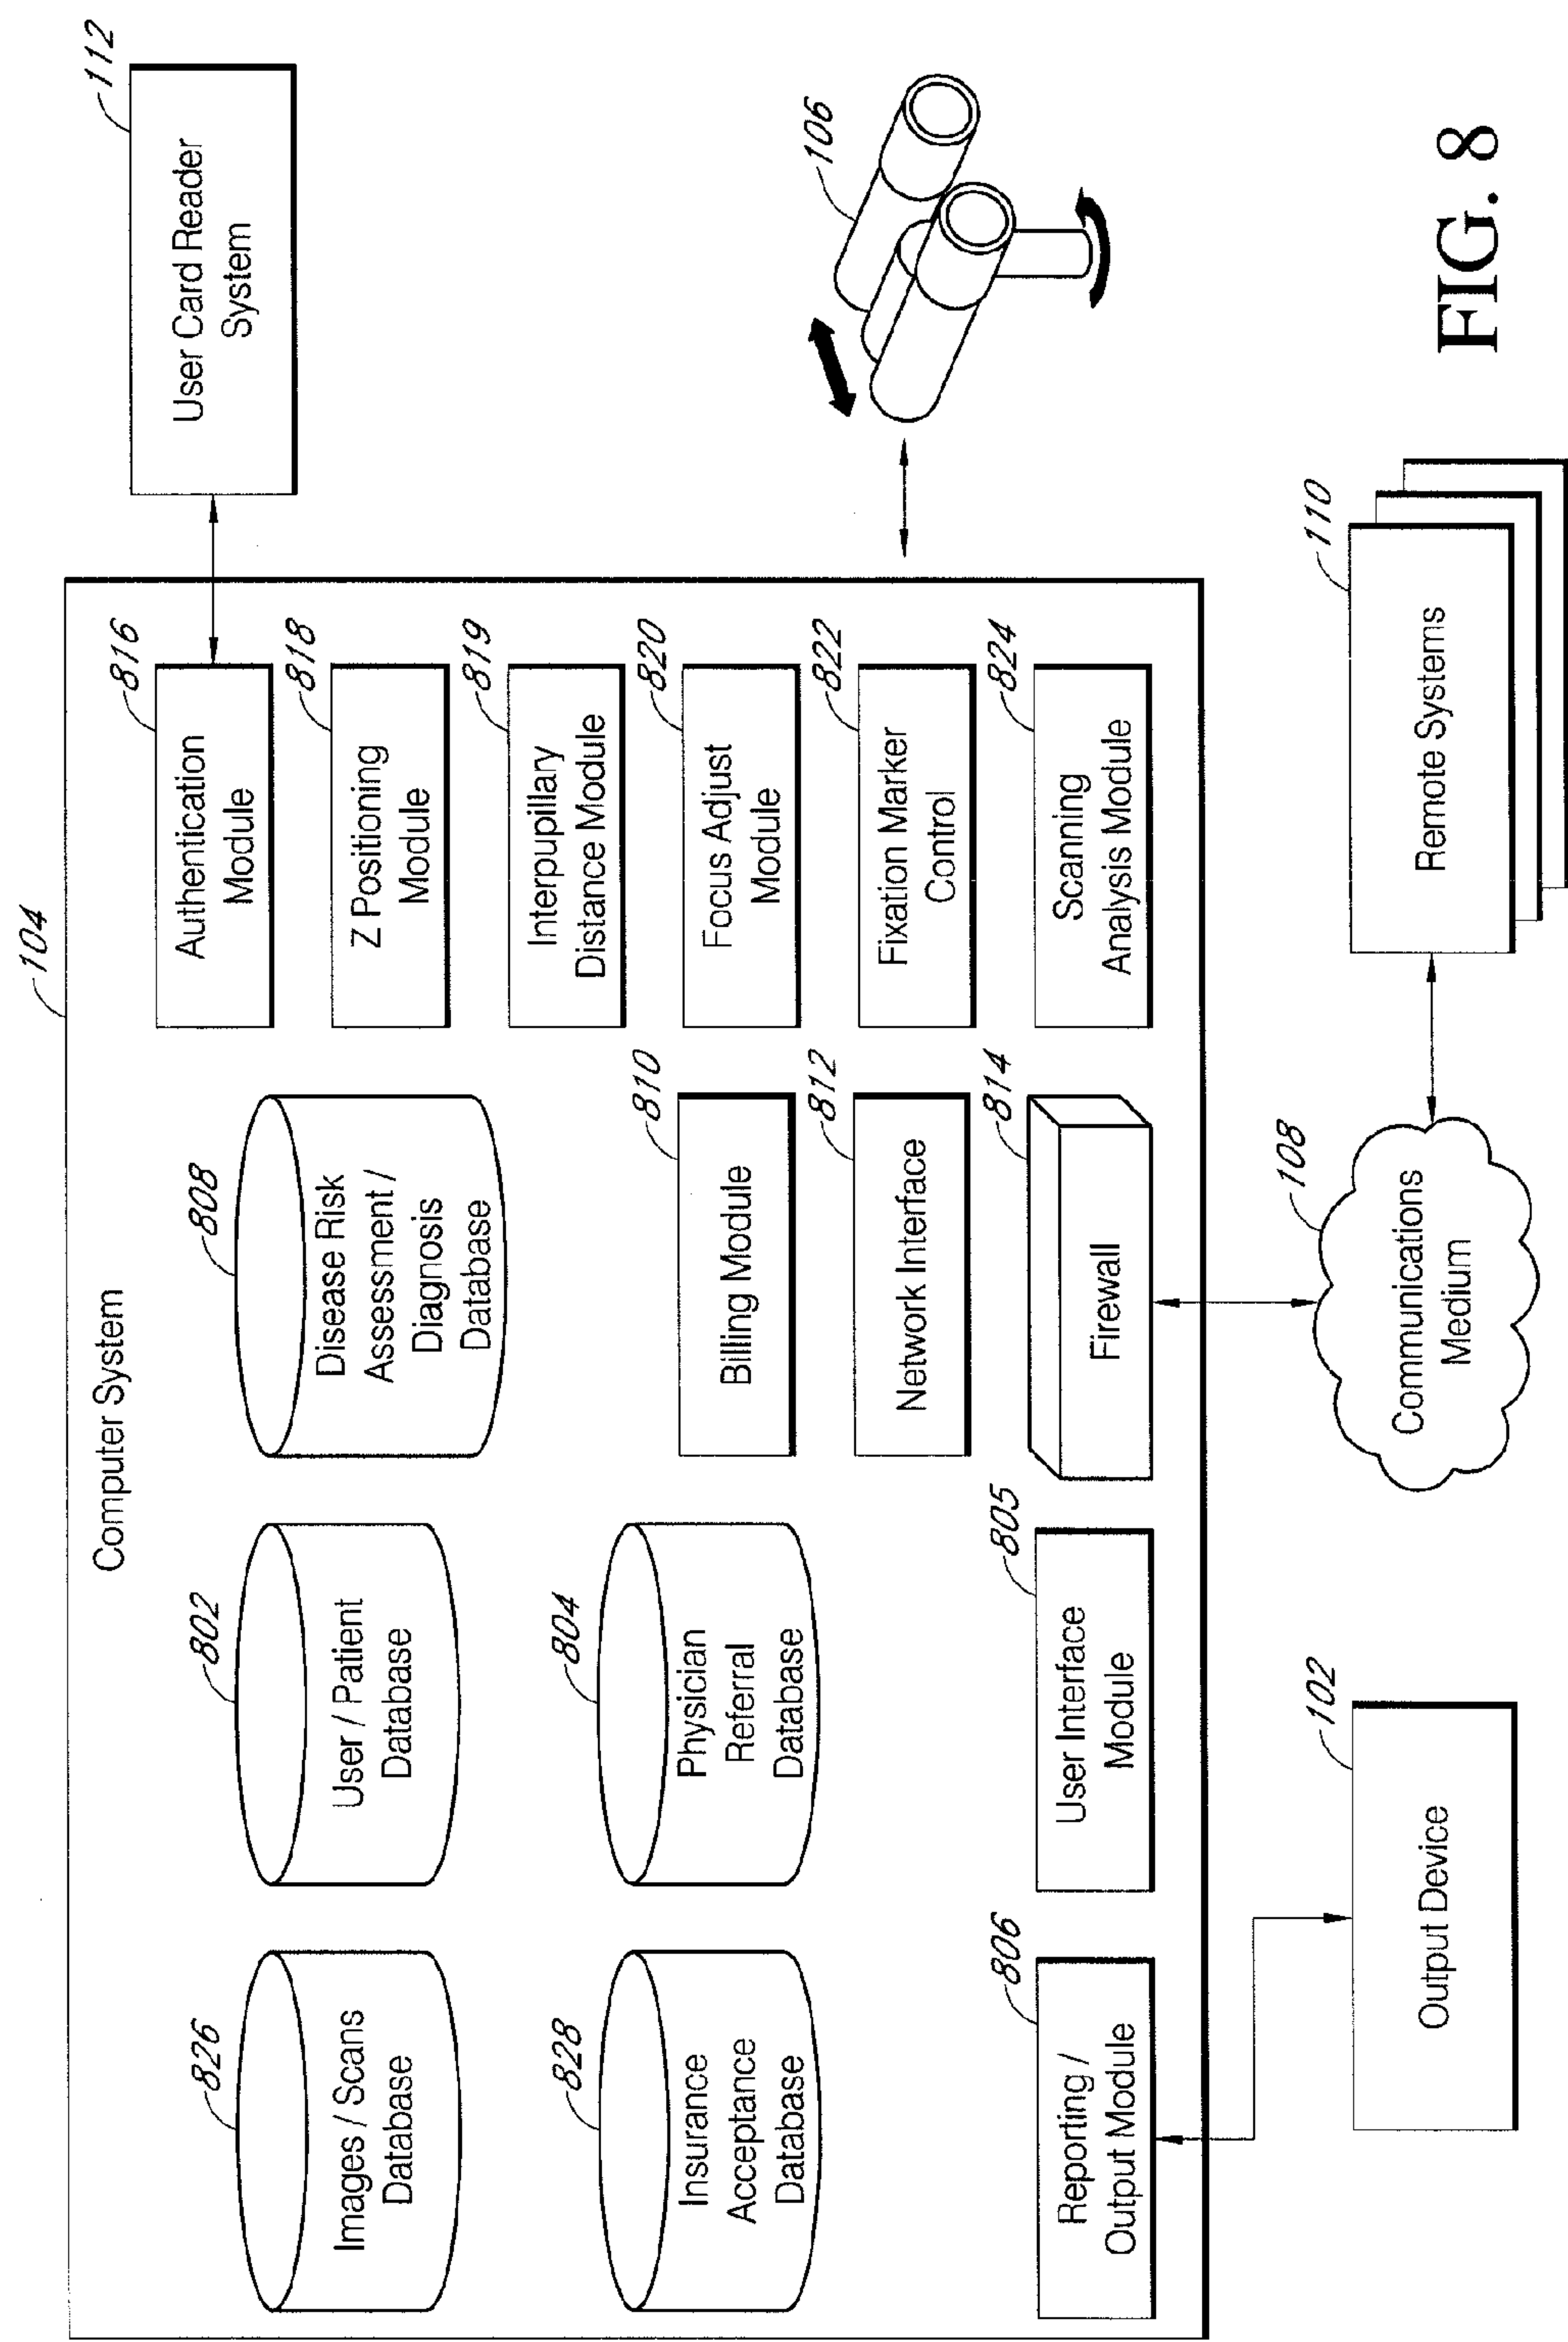 104
Computer System
826
Images / Scans
Database
802
User / Patient
Database
808
Disease Risk
Assessment /
Diagnosis
Database
816
Authentication
Module
112
User Card Reader
System
818
Z Positioning
Module
828
Insurance
Acceptance
Database
804
Physician
Referral
Database
819
Interpupillary
Distance Module
810
Billing Module
820
Focus Adjust
Module
106
812
Network Interface
822
Fixation Marker
Control
806
Reporting /
Output Module
805
User Interface
Module
814
Firewall
824
Scanning
Analysis Module
102
Output Device
108
Communications
Medium
110
Remote Systems
FIG. 8